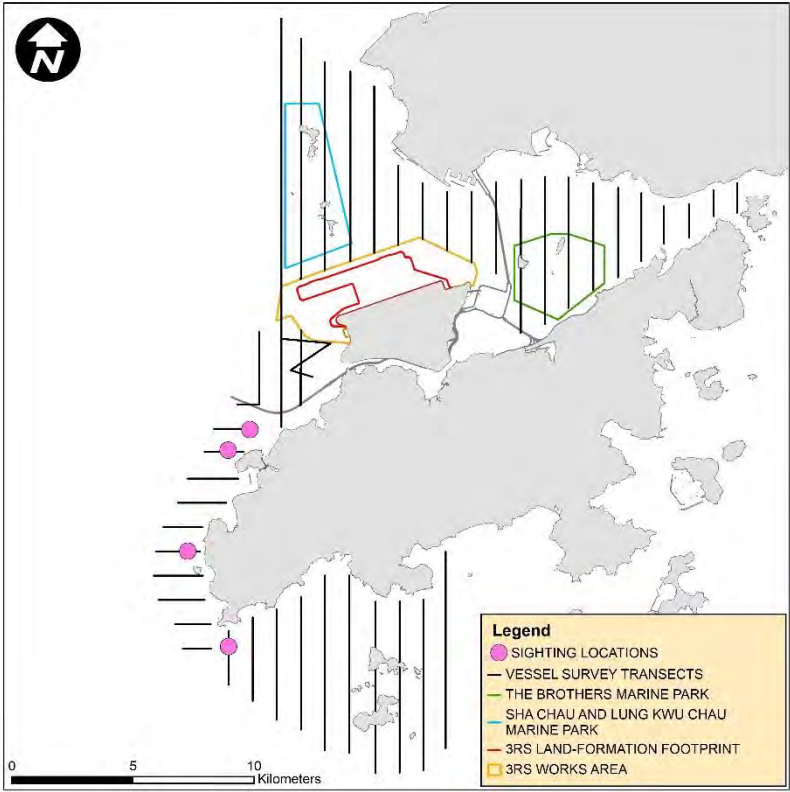 N
Legend
SIGHTING LOCATIONS
VESSEL SURVEY TRANSECTS
THE BROTHERS MARINE PARK
SHA CHAU AND LUNG KWU CHAU
MARINE PARK
3RS LAND-FORMATION FOOTPRINT
3RS WORKS AREA
0 5 10
Kilometers